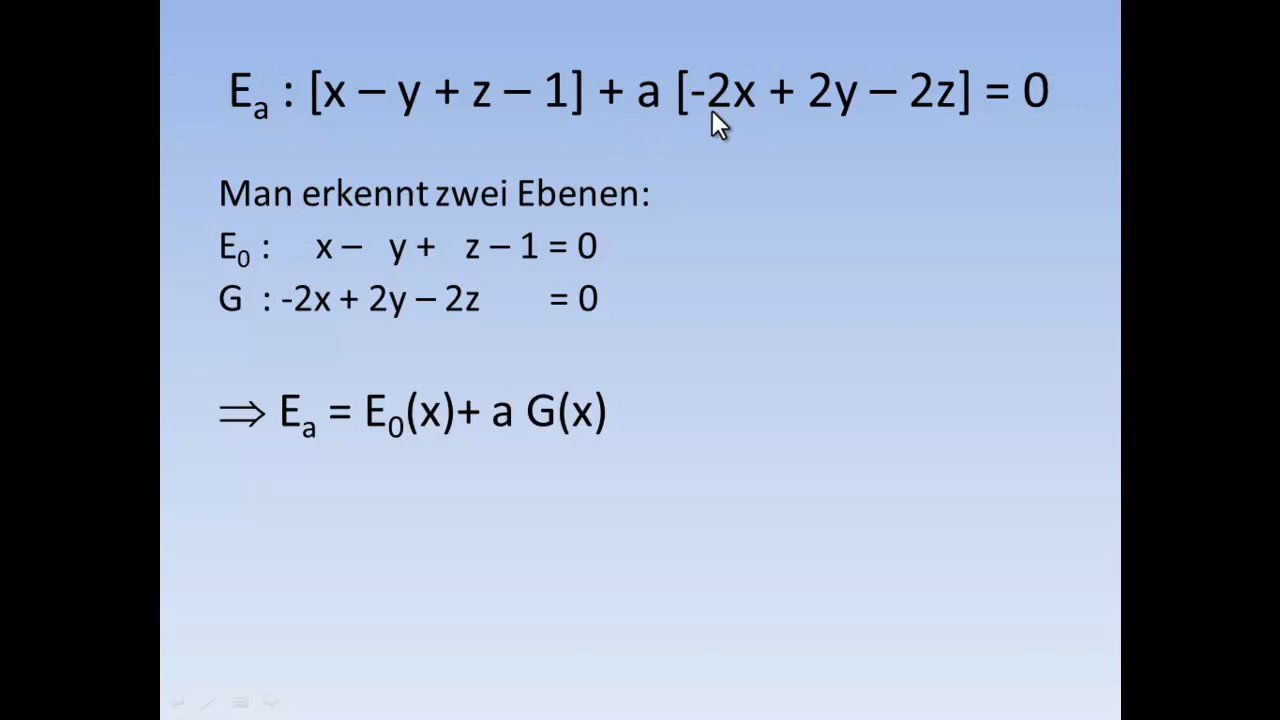 Eₐ : [x – y + z – 1] + a [-2x + 2y – 2z] = 0
Man erkennt zwei Ebenen:
E₀ : x – y + z – 1 = 0
G : -2x + 2y – 2z = 0
⇒ Eₐ = E₀(x)+ a G(x)